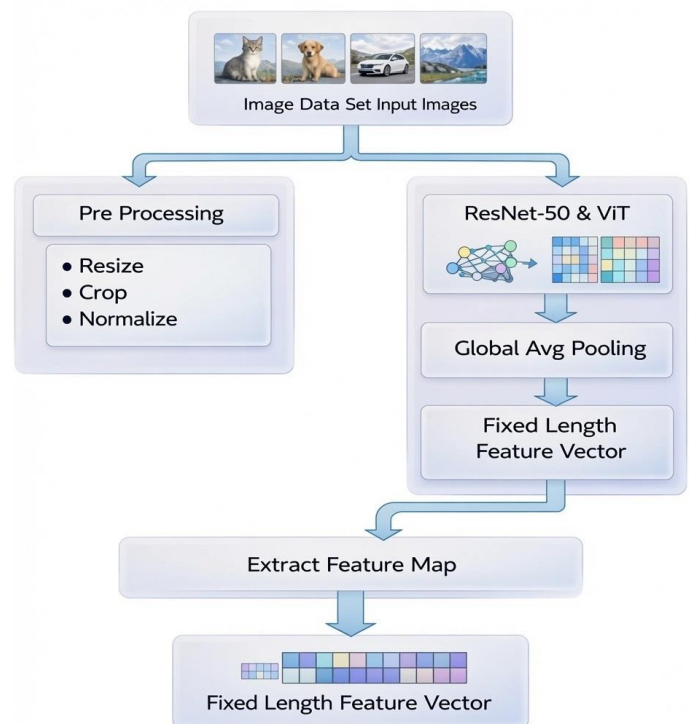 Image Data Set Input Images
Pre Processing
• Resize
• Crop
• Normalize
ResNet-50 & ViT
Global Avg Pooling
Fixed Length
Feature Vector
Extract Feature Map
Fixed Length Feature Vector